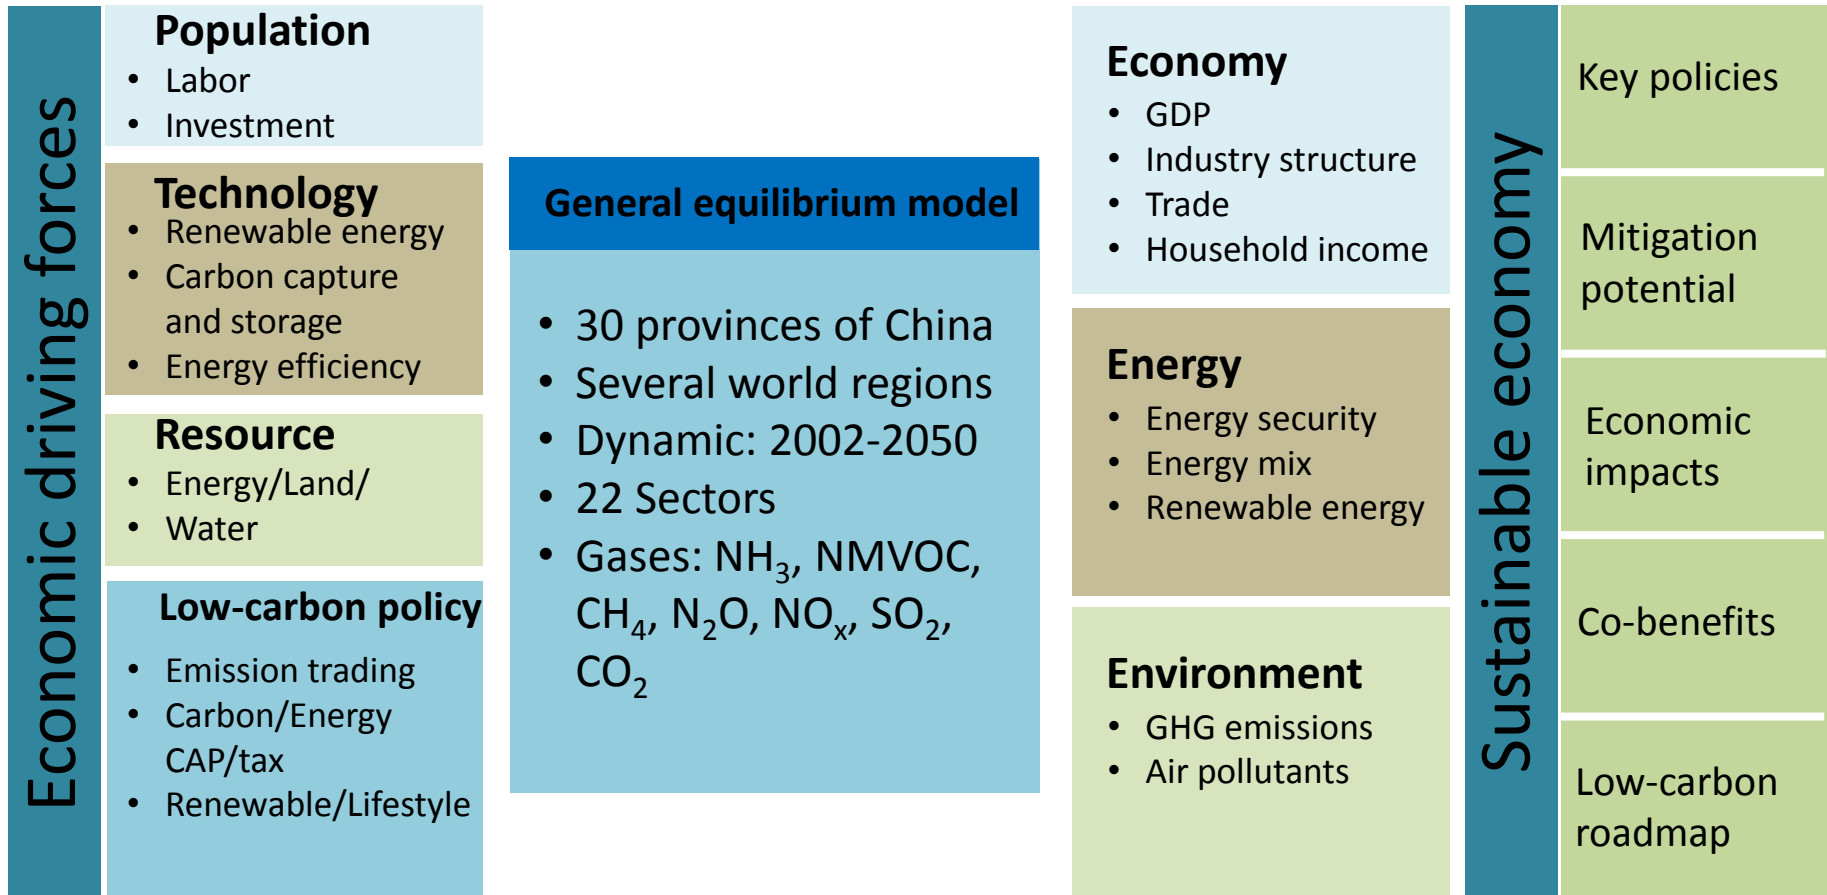 Economic driving forces
Population
• Labor
• Investment
Technology
• Renewable energy
• Carbon capture
and storage
• Energy efficiency
Resource
• Energy/Land/
• Water
Low-carbon policy
• Emission trading
• Carbon/Energy
CAP/tax
• Renewable/Lifestyle
General equilibrium model
• 30 provinces of China
• Several world regions
• Dynamic: 2002-2050
• 22 Sectors
• Gases: NH₃, NMVOC,
CH₄, N₂O, NOₓ, SO₂,
CO₂
Economy
• GDP
• Industry structure
• Trade
• Household income
Energy
• Energy security
• Energy mix
• Renewable energy
Environment
• GHG emissions
• Air pollutants
Sustainable economy
Key policies
Mitigation
potential
Economic
impacts
Co-benefits
Low-carbon
roadmap